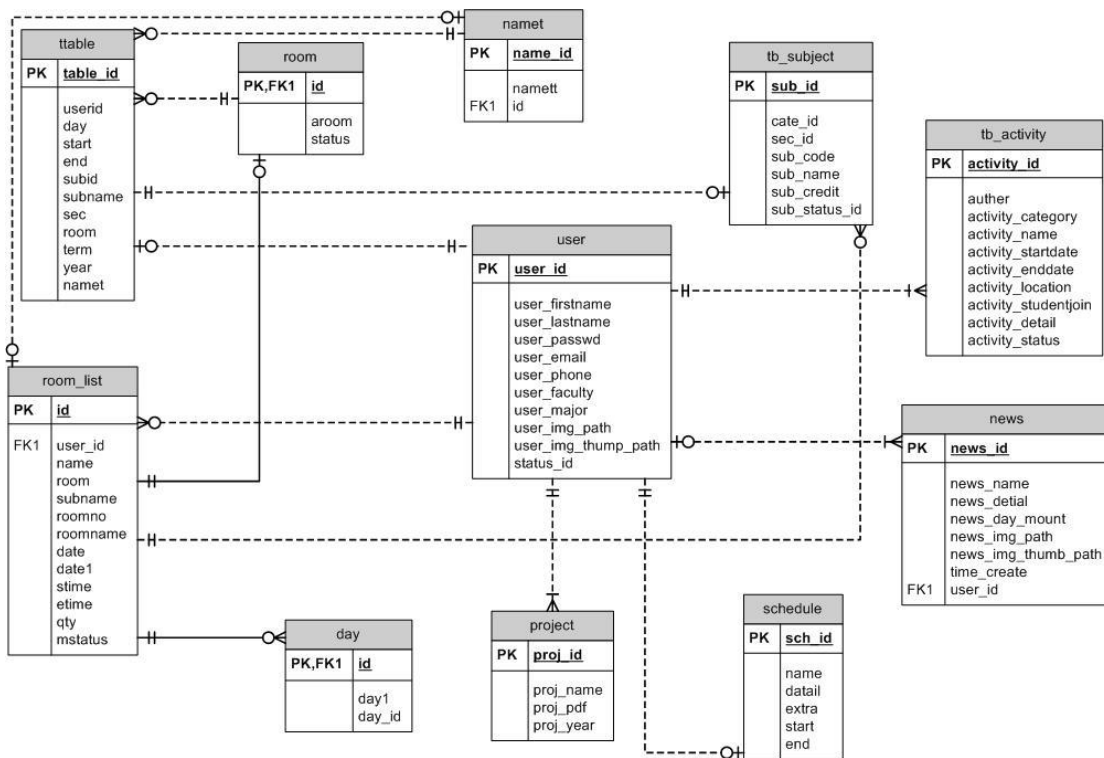 ttable
PK table_id
userid
day
start
end
subid
subname
sec
room
term
year
namet
room
PK,FK1 id
aroom
status
namet
PK name_id
namett
FK1 id
tb_subject
PK sub_id
cate_id
sec_id
sub_code
sub_name
sub_credit
sub_status_id
tb_activity
PK activity_id
auther
activity_category
activity_name
activity_startdate
activity_enddate
activity_location
activity_studentjoin
activity_detail
activity_status
user
PK user_id
user_firstname
user_lastname
user_passwd
user_email
user_phone
user_faculty
user_major
user_img_path
user_img_thump_path
status_id
room_list
PK id
FK1 user_id
name
room
subname
roomno
roomname
date
date1
stime
etime
qty
mstatus
news
PK news_id
news_name
news_detial
news_day_mount
news_img_path
news_img_thumb_path
time_create
FK1 user_id
day
PK,FK1 id
day1
day_id
project
PK proj_id
proj_name
proj_pdf
proj_year
schedule
PK sch_id
name
datail
extra
start
end